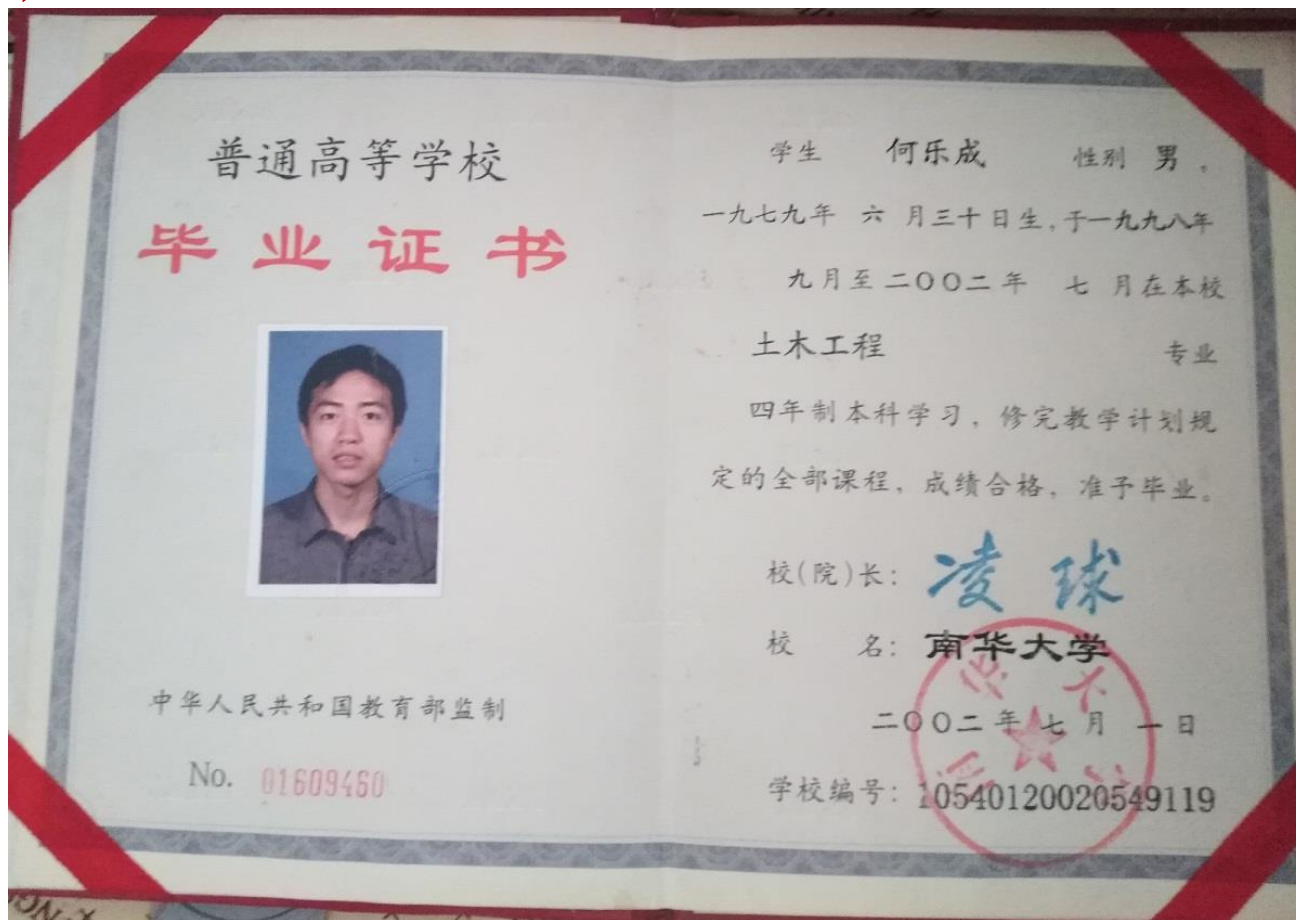 普通高等学校
毕业证书
中华人民共和国教育部监制
No. 01609460
学生 何乐成 性别 男，
一九七九年 六 月三十日生，于一九九八年
九月至二〇〇二年 七 月在本校
土木工程 专业
四年制本科学习，修完教学计划规
定的全部课程，成绩合格，准予毕业。
校(院)长：凌球
校 名：南华大学
二〇〇二年 七 月 一 日
学校编号：10540120020549119